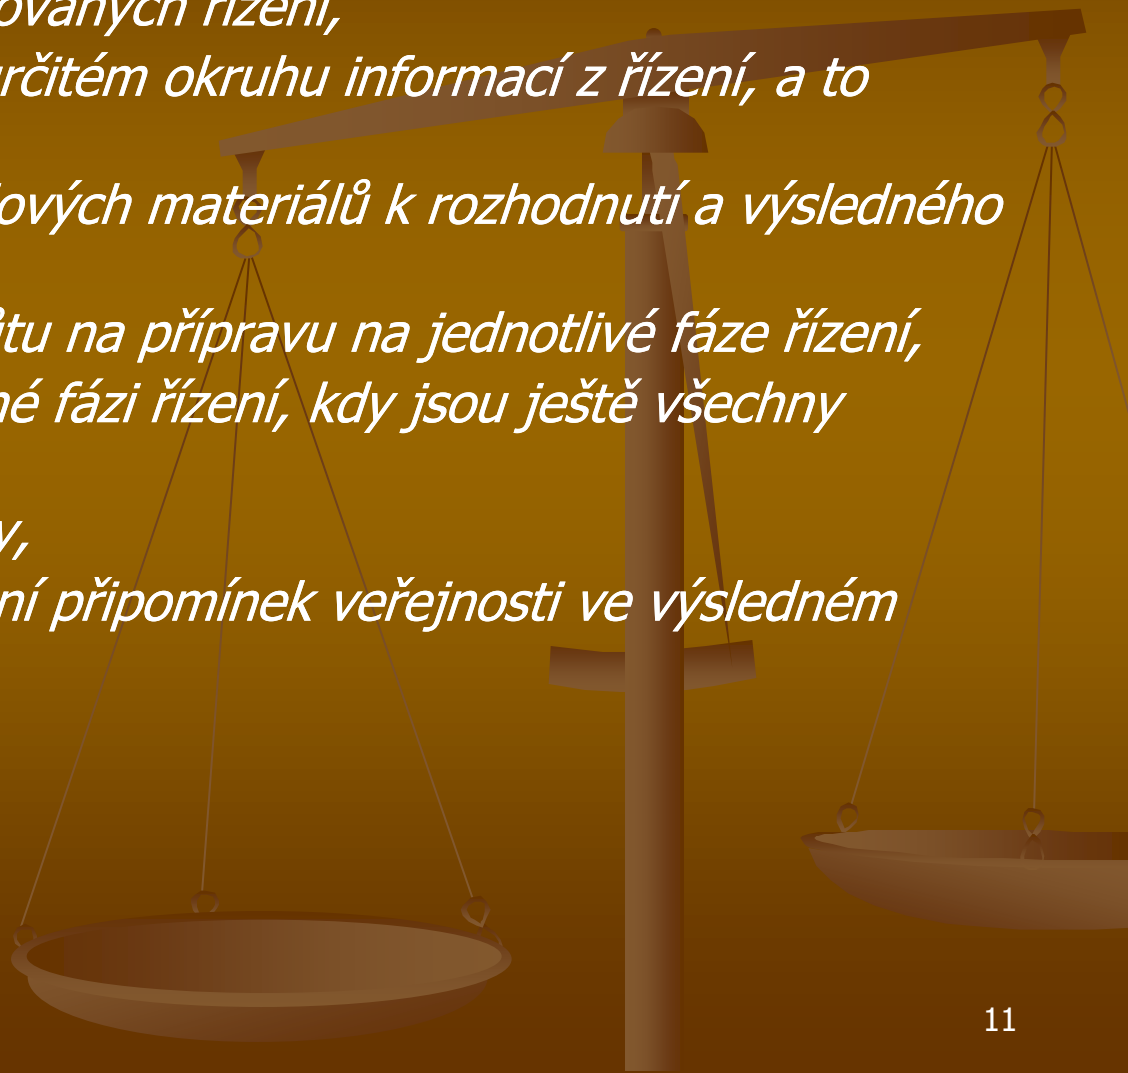 ovaných řízení,
určitém okruhu informací z řízení, a to
ových materiálů k rozhodnutí a výsledného
ůtu na přípravu na jednotlivé fáze řízení,
né fázi řízení, kdy jsou ještě všechny
y,
ní připomínek veřejnosti ve výsledném
11